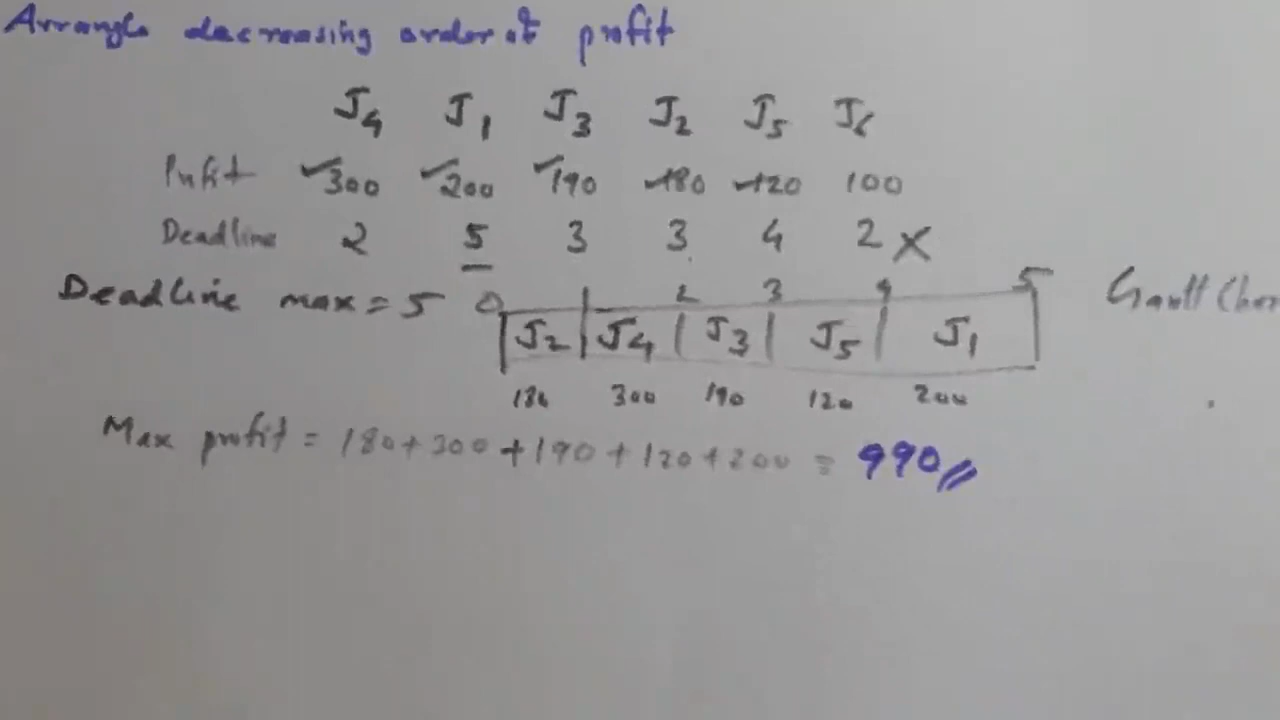 Arrange decreasing order of profit
J4 J1 J3 J2 J5 J6
Profit ✓300 ✓200 ✓190 ✓180 ✓120 100
Deadline 2 5 3 3 4 2 X
Deadline max = 5 0 1 2 3 4 5 Gantt Char
J2 J4 J3 J5 J1
180 300 190 120 200
Max profit = 180+300+190+120+200 = 990